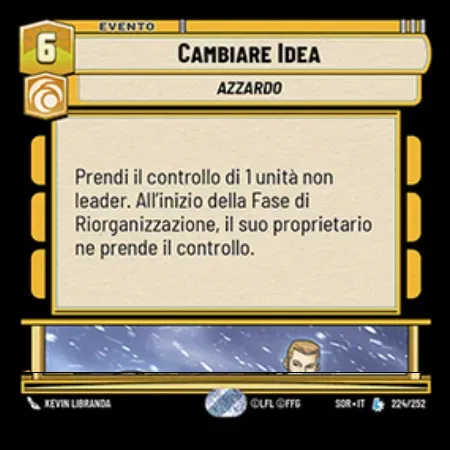 EVENTO
6
CAMBIARE IDEA
AZZARDO
Prendi il controllo di 1 unità non
leader. All'inizio della Fase di
Riorganizzazione, il suo proprietario
ne prende il controllo.
KEVIN LIBRANDA
©LFL ©FFG
SOR • IT
224/252